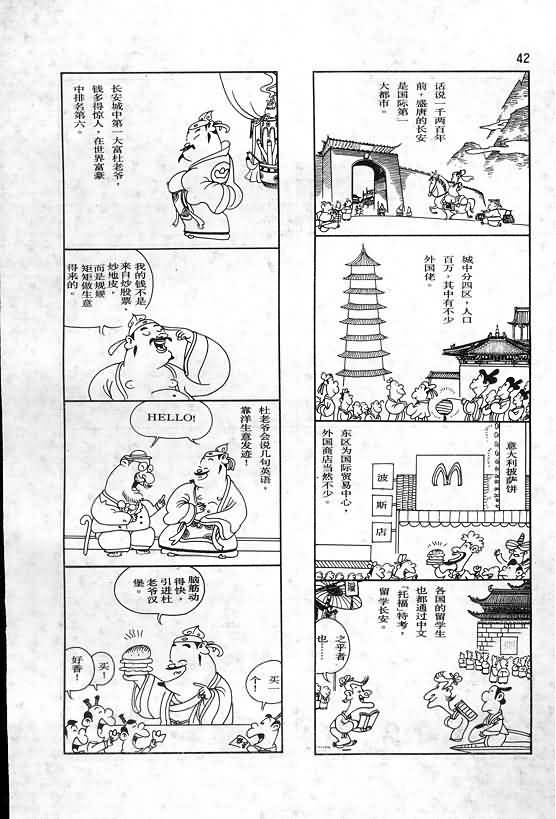 42
话说一千两百年
前，盛唐的长安
是国际第一
大都市。
城中分四区，人口
百万，其中有不少
外国佬。
东区为国际贸易中心，
外国商店当然不少。
意大利披萨饼
M
波斯店
各国的留学生
也都通过中文
「托福」特考，
留学长安。
之乎者
也…
长安城中第一大富杜老爷，
钱多得惊人，在世界富豪
中排名第六。
我的钱不是
来自炒股票，
炒地皮，
而是规规
矩矩做生意
得来的。
杜老爷会说几句英语，
靠洋生意发迹！
HELLO!
脑筋动
得快，
引进杜
老爷汉
堡。
买一
个！
买！
好香！